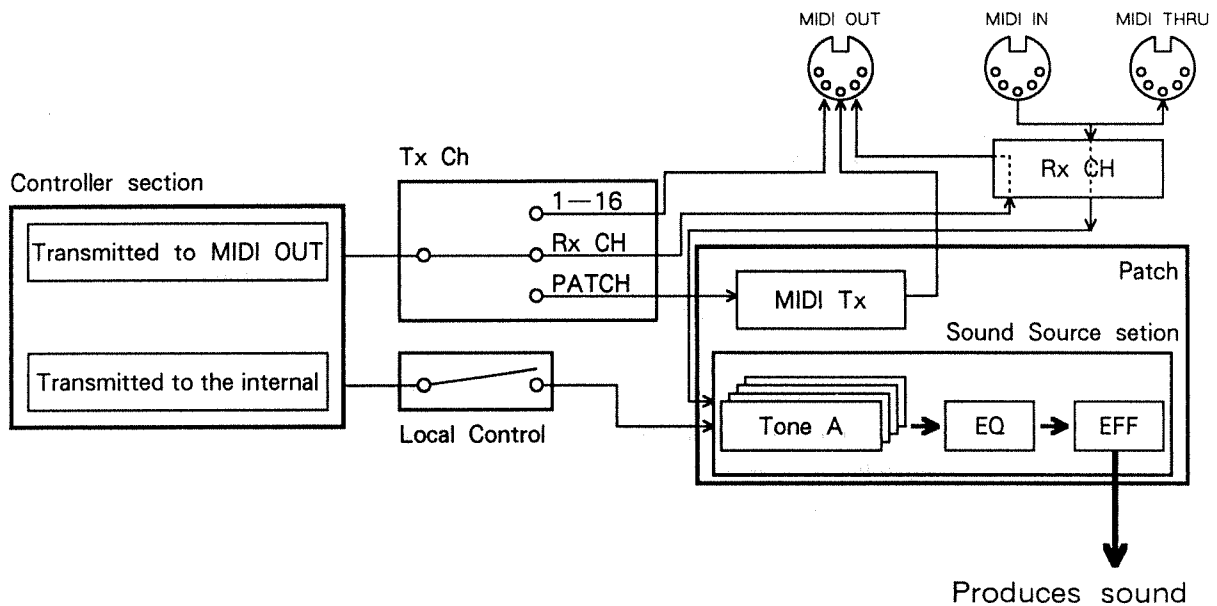 MIDI OUT
MIDI IN
MIDI THRU
Tx Ch
Rx CH
Controller section
1—16
Transmitted to MIDI OUT
Rx CH
Patch
PATCH
MIDI Tx
Sound Source setion
Transmitted to the internal
Tone A
EQ
EFF
Local Control
Produces sound